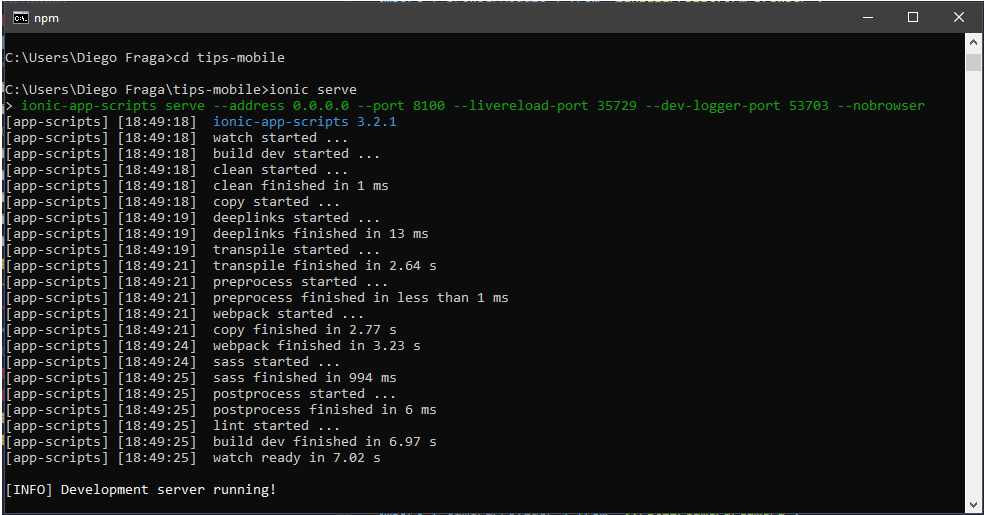 npm
C:\Users\Diego Fraga>cd tips-mobile
C:\Users\Diego Fraga\tips-mobile>ionic serve
> ionic-app-scripts serve --address 0.0.0.0 --port 8100 --livereload-port 35729 --dev-logger-port 53703 --nobrowser
[app-scripts] [18:49:18]  ionic-app-scripts 3.2.1
[app-scripts] [18:49:18]  watch started ...
[app-scripts] [18:49:18]  build dev started ...
[app-scripts] [18:49:18]  clean started ...
[app-scripts] [18:49:18]  clean finished in 1 ms
[app-scripts] [18:49:18]  copy started ...
[app-scripts] [18:49:19]  deeplinks started ...
[app-scripts] [18:49:19]  deeplinks finished in 13 ms
[app-scripts] [18:49:19]  transpile started ...
[app-scripts] [18:49:21]  transpile finished in 2.64 s
[app-scripts] [18:49:21]  preprocess started ...
[app-scripts] [18:49:21]  preprocess finished in less than 1 ms
[app-scripts] [18:49:21]  webpack started ...
[app-scripts] [18:49:21]  copy finished in 2.77 s
[app-scripts] [18:49:24]  webpack finished in 3.23 s
[app-scripts] [18:49:24]  sass started ...
[app-scripts] [18:49:25]  sass finished in 994 ms
[app-scripts] [18:49:25]  postprocess started ...
[app-scripts] [18:49:25]  postprocess finished in 6 ms
[app-scripts] [18:49:25]  lint started ...
[app-scripts] [18:49:25]  build dev finished in 6.97 s
[app-scripts] [18:49:25]  watch ready in 7.02 s
[INFO] Development server running!